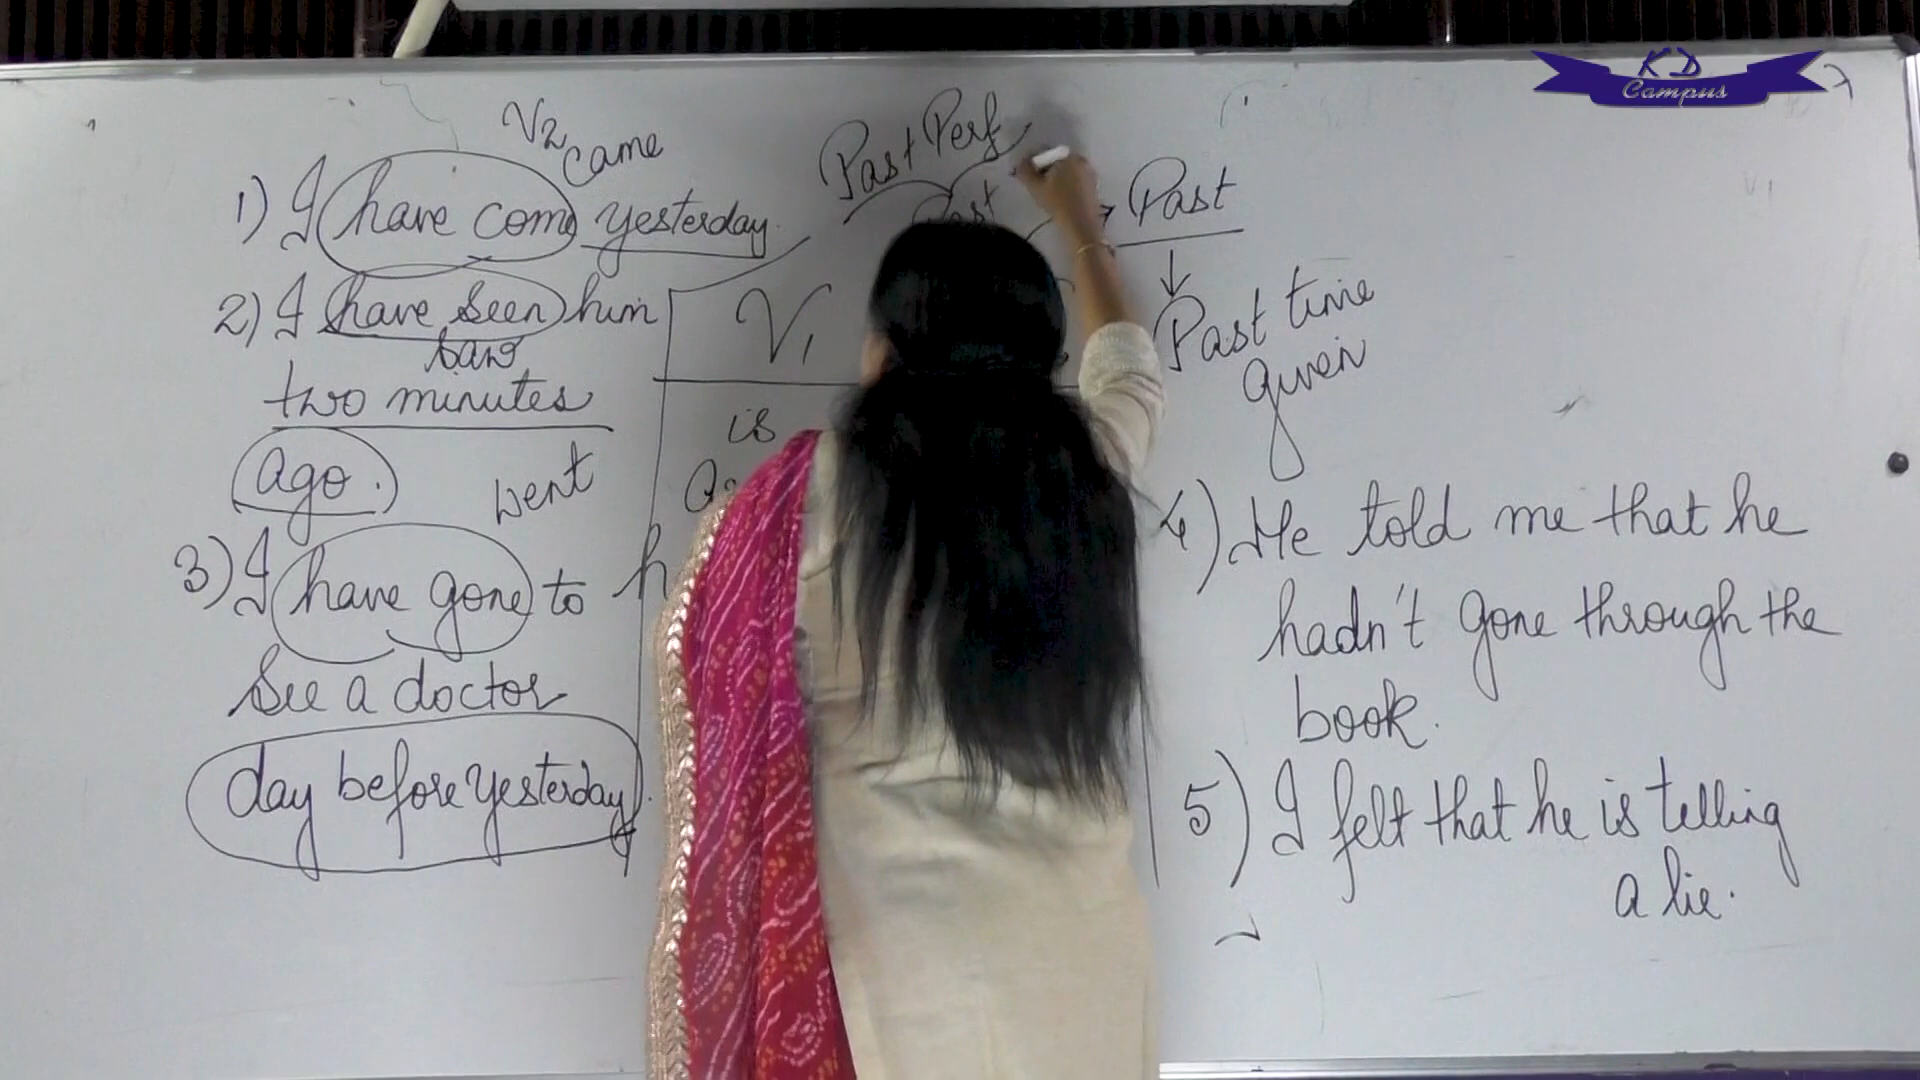 KD
Campus
V2
came
1) I have come yesterday.
2) I have seen him
saw
two minutes
ago.
went
3) I have gone to
see a doctor
day before yesterday.
Past Perf
Past
Past time
given
V1
is
4) He told me that he
hadn't gone through the
book.
5) I felt that he is telling
a lie.